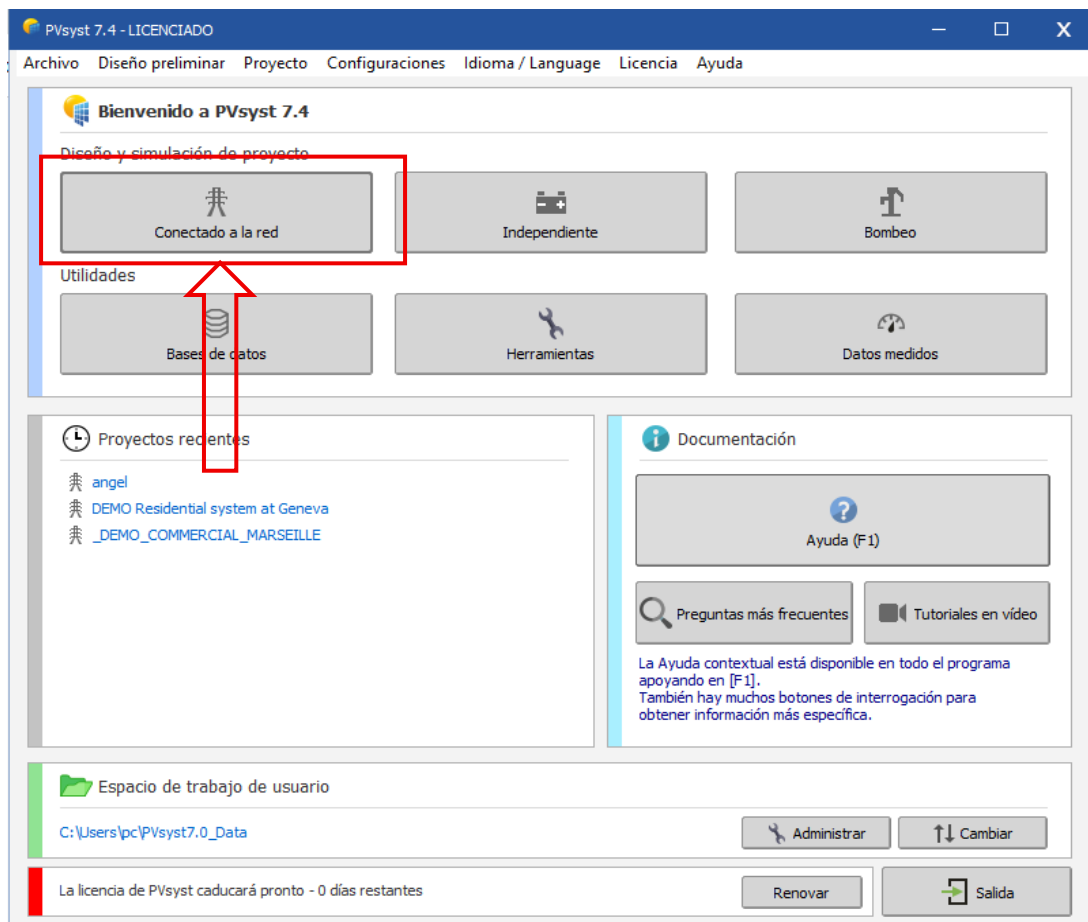 PVsyst 7.4 - LICENCIADO
Archivo Diseño preliminar Proyecto Configuraciones Idioma / Language Licencia Ayuda
Bienvenido a PVsyst 7.4
Diseño y simulación de proyecto
Conectado a la red
Independiente
Bombeo
Utilidades
Bases de datos
Herramientas
Datos medidos
Proyectos recientes
angel
DEMO Residential system at Geneva
_DEMO_COMMERCIAL_MARSEILLE
Documentación
Ayuda (F1)
Preguntas más frecuentes
Tutoriales en vídeo
La Ayuda contextual está disponible en todo el programa
apoyando en [F1].
También hay muchos botones de interrogación para
obtener información más específica.
Espacio de trabajo de usuario
C:\Users\pc\PVsyst7.0_Data
Administrar
Cambiar
La licencia de PVsyst caducará pronto - 0 días restantes
Renovar
Salida